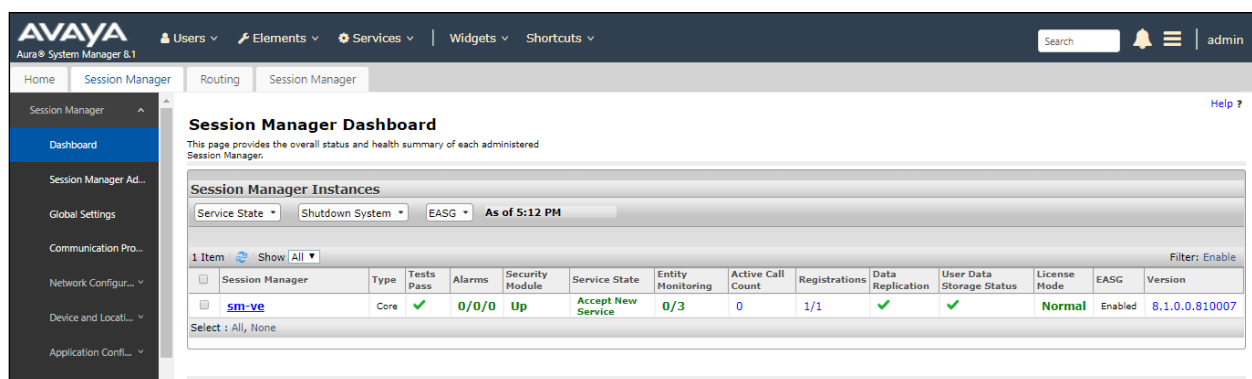 AVAYA
Aura® System Manager 8.1
Users Elements Services | Widgets Shortcuts Search admin
Home Session Manager Routing Session Manager
Help ?
Session Manager
Dashboard
Session Manager Ad...
Global Settings
Communication Pro...
Network Configur...
Device and Locati...
Application Confi...
Session Manager Dashboard
This page provides the overall status and health summary of each administered
Session Manager.
Session Manager Instances
Service State Shutdown System EASG As of 5:12 PM
1 Item Show All Filter: Enable
Session Manager Type Tests Pass Alarms Security Module Service State Entity Monitoring Active Call Count Registrations Data Replication User Data Storage Status License Mode EASG Version
sm-ve Core 0/0/0 Up Accept New Service 0/3 0 1/1 Normal Enabled 8.1.0.0.810007
Select : All, None